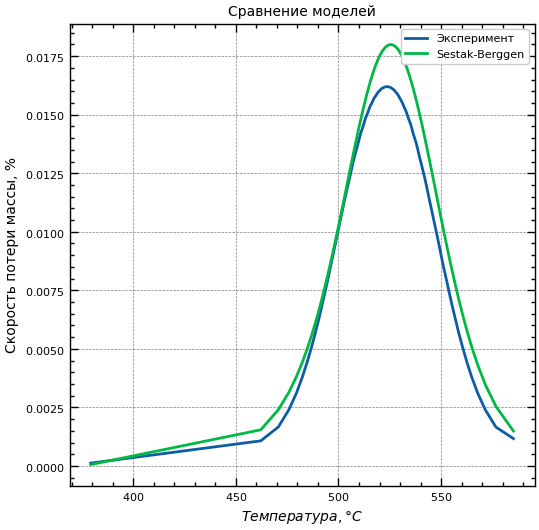 Сравнение моделей
Эксперимент
Sestak-Berggen
Скорость потери массы, %
0.0175
0.0150
0.0125
0.0100
0.0075
0.0050
0.0025
0.0000
400 450 500 550
Температура, °C